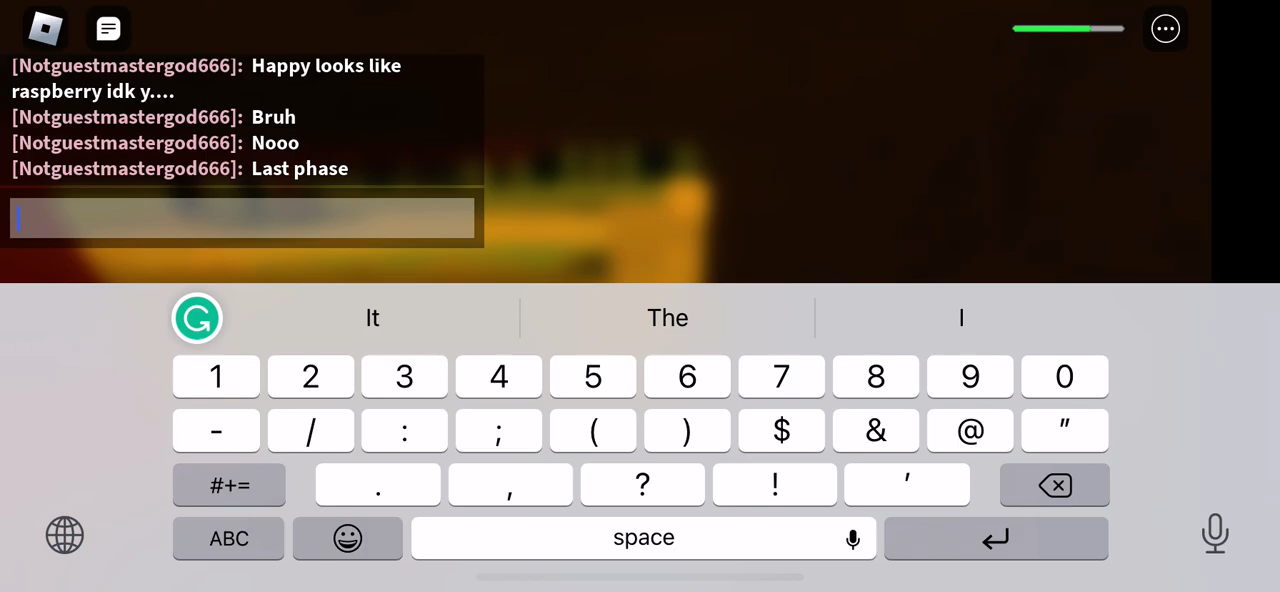 [Notguestmastergod666]: Happy looks like
raspberry idk y....
[Notguestmastergod666]: Bruh
[Notguestmastergod666]: Nooo
[Notguestmastergod666]: Last phase
It The I
1 2 3 4 5 6 7 8 9 0
- / : ; ( ) $ & @ "
#+= . , ? ! '
ABC space